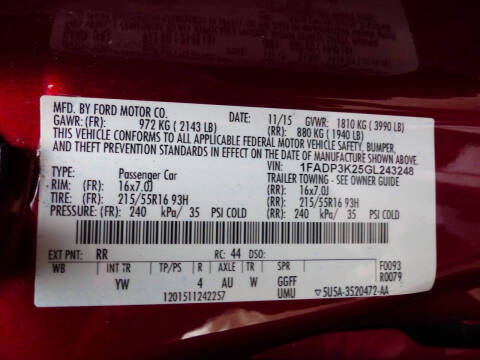 MFD. BY FORD MOTOR CO. DATE: 11/15 GVWR: 1810 KG ( 3990 LB)
GAWR: (FR): 972 KG ( 2143 LB) (RR): 880 KG ( 1940 LB)
THIS VEHICLE CONFORMS TO ALL APPLICABLE FEDERAL MOTOR VEHICLE SAFETY, BUMPER,
AND THEFT PREVENTION STANDARDS IN EFFECT ON THE DATE OF MANUFACTURE SHOWN ABOVE.
VIN: 1FADP3K25GL243248
TYPE: Passenger Car TRAILER TOWING - SEE OWNER GUIDE
RIM: (FR): 16x7.0J (RR): 16x7.0J
TIRE: (FR): 215/55R16 93H (RR): 215/55R16 93H
PRESSURE: (FR): 240 kPa/ 35 PSI COLD (RR): 240 kPa/ 35 PSI COLD
EXT PNT: RR RC: 44 DSO: F0093
WB INT TR TP/PS R AXLE TR SPR R0079
YW 4 AU W GGFF
1201511242257 UMU 5U5A-3520472-AA